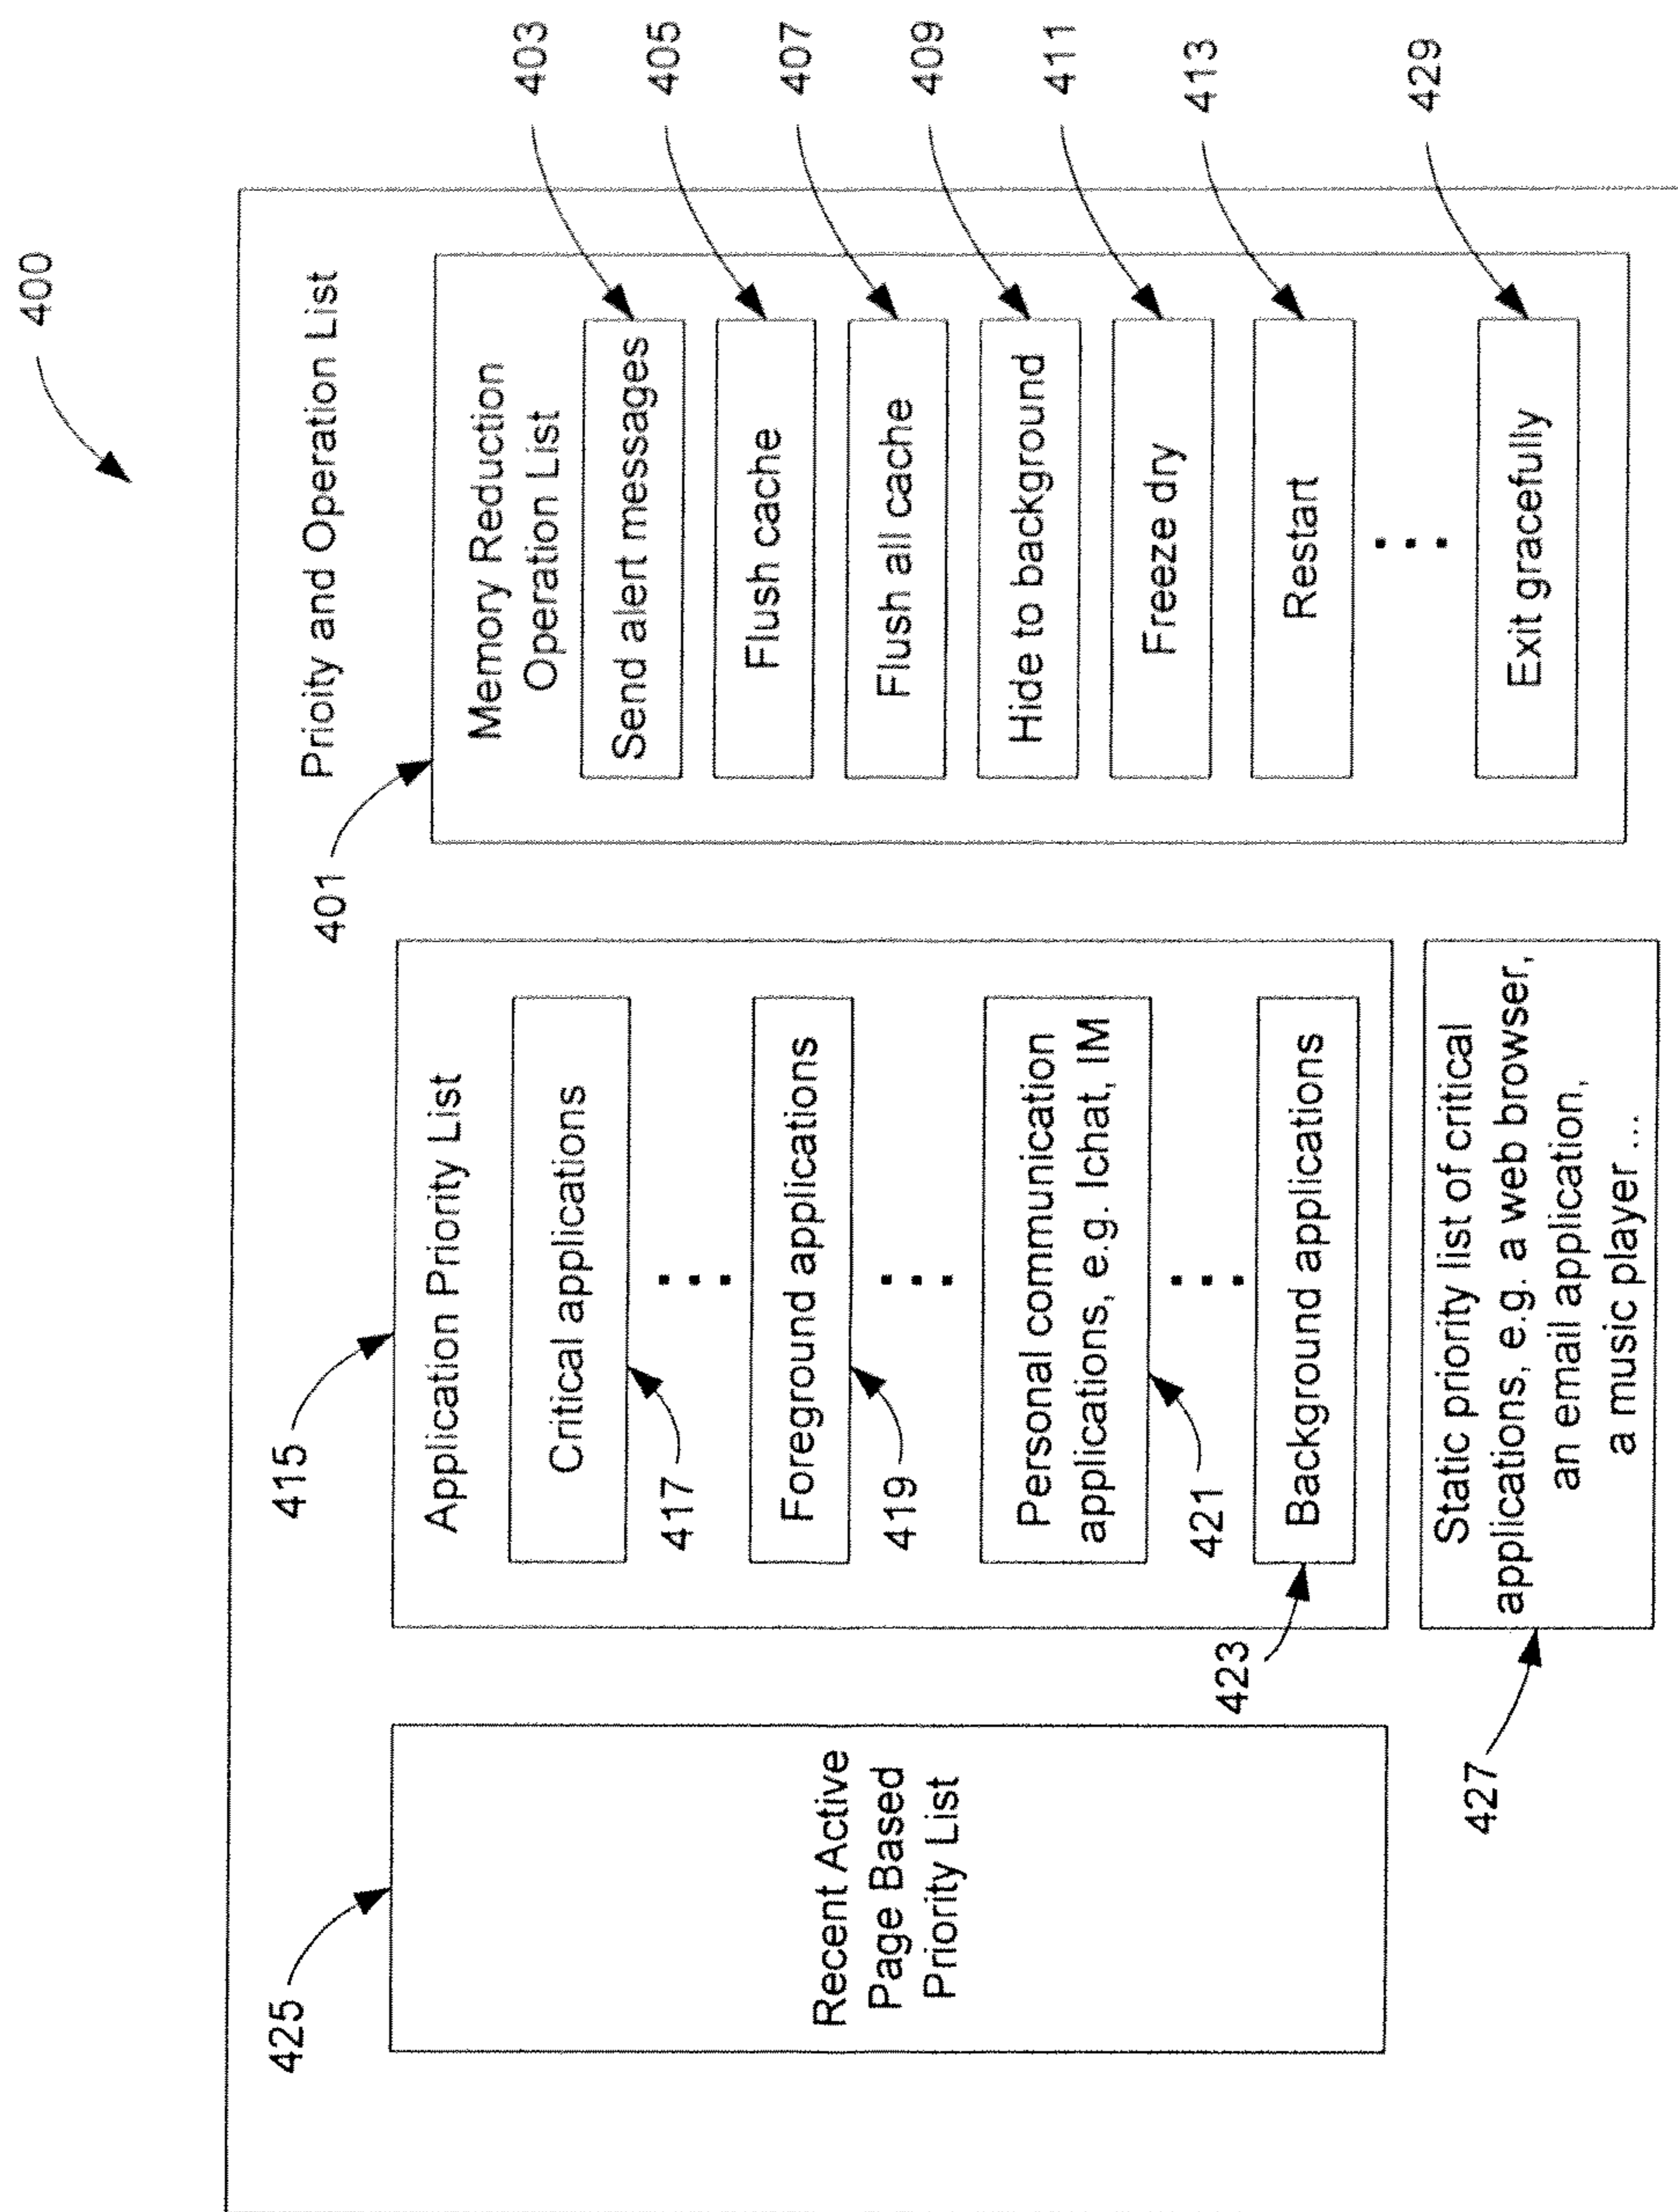 400
Prioity and Operation List
425
Recent Active
Page Based
Priority List
415
Application Priority List
Critical applications
417
Foreground applications
419
Personal communication
applications, e.g. Ichat, IM
421
Background applications
423
Static priority list of critical
applications, e.g. a web browser,
an email application,
a music player ...
427
401
Memory Reduction
Operation List
Send alert messages
403
Flush cache
405
Flush all cache
407
Hide to background
409
Freeze dry
411
Restart
413
Exit gracefully
429